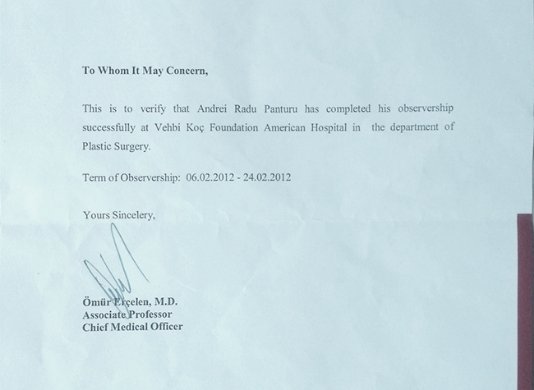 To Whom It May Concern,
This is to verify that Andrei Radu Panturu has completed his observership
successfully at Vehbi Koç Foundation American Hospital in the department of
Plastic Surgery.
Term of Observership: 06.02.2012 - 24.02.2012
Yours Sincelery,
Ömür Erçelen, M.D.
Associate Professor
Chief Medical Officer